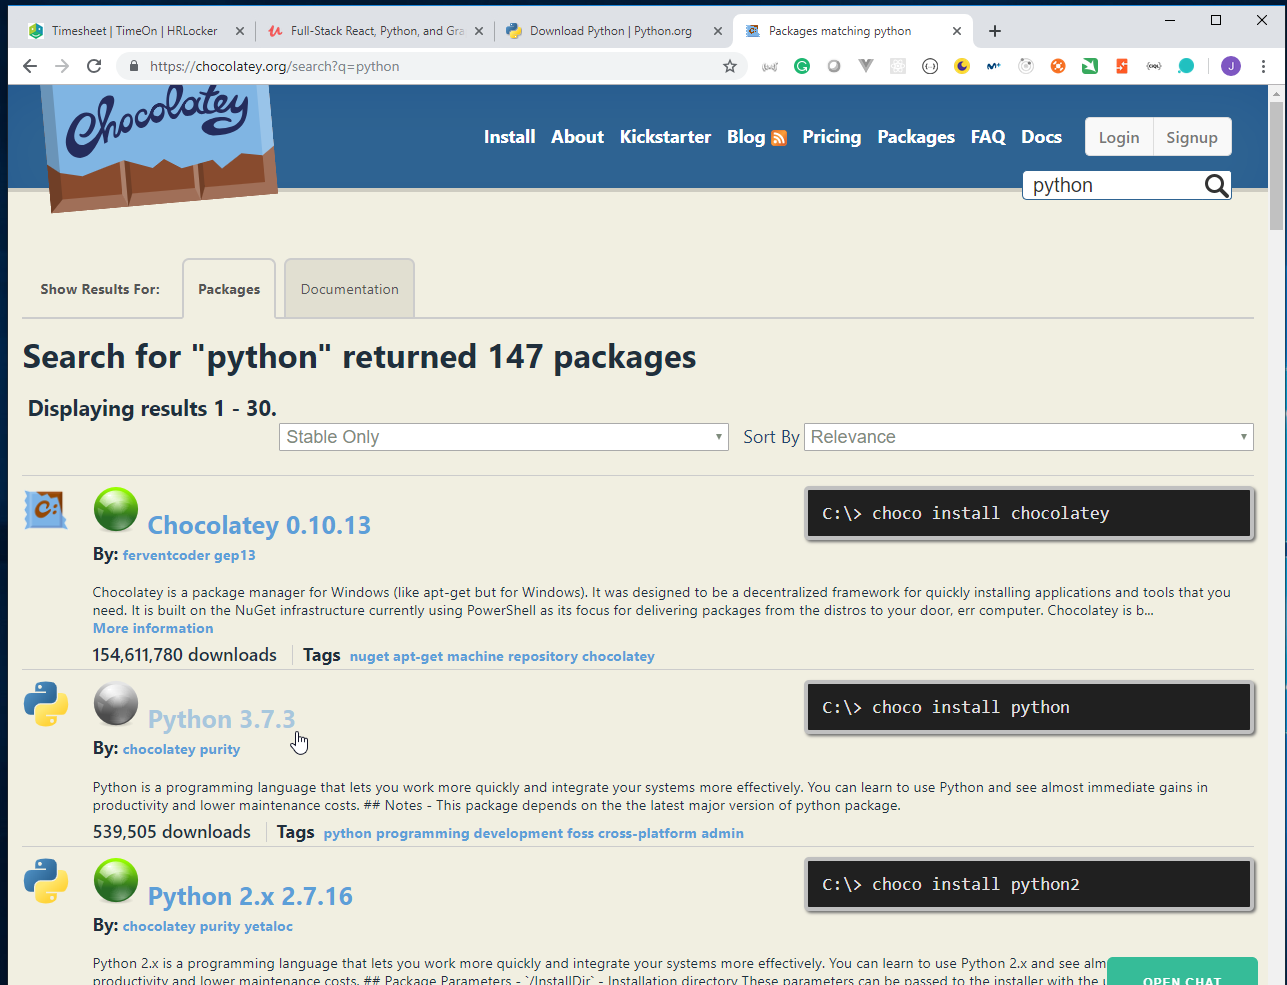 Timesheet | TimeOn | HRLocker
Full-Stack React, Python, and Gra
Download Python | Python.org
Packages matching python
https://chocolatey.org/search?q=python
J
Chocolatey
Install About Kickstarter Blog Pricing Packages FAQ Docs Login Signup
python
Show Results For: Packages Documentation
Search for "python" returned 147 packages
Displaying results 1 - 30.
Stable Only Sort By Relevance
Chocolatey 0.10.13
C:\> choco install chocolatey
By: ferventcoder gep13
Chocolatey is a package manager for Windows (like apt-get but for Windows). It was designed to be a decentralized framework for quickly installing applications and tools that you
need. It is built on the NuGet infrastructure currently using PowerShell as its focus for delivering packages from the distros to your door, err computer. Chocolatey is b...
More information
154,611,780 downloads Tags nuget apt-get machine repository chocolatey
Python 3.7.3
C:\> choco install python
By: chocolatey purity
Python is a programming language that lets you work more quickly and integrate your systems more effectively. You can learn to use Python and see almost immediate gains in
productivity and lower maintenance costs. ## Notes - This package depends on the the latest major version of python package.
539,505 downloads Tags python programming development foss cross-platform admin
Python 2.x 2.7.16
C:\> choco install python2
By: chocolatey purity yetaloc
Python 2.x is a programming language that lets you work more quickly and integrate your systems more effectively. You can learn to use Python 2.x and see alm
productivity and lower maintenance costs. ## Package Parameters - `/InstallDir` - Installation directory These parameters can be passed to the installer with the
OPEN CHAT